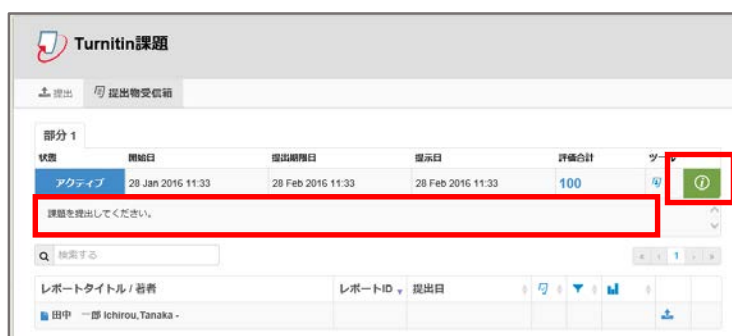 Turnitin課題
提出 提出物受信箱
部分 1
状態 開始日 提出期限日 提示日 評価合計 ツール
アクティブ 28 Jan 2016 11:33 28 Feb 2016 11:33 28 Feb 2016 11:33 100
課題を提出してください。
検索する 1
レポートタイトル / 著者 レポートID 提出日
田中 一郎 Ichirou,Tanaka -